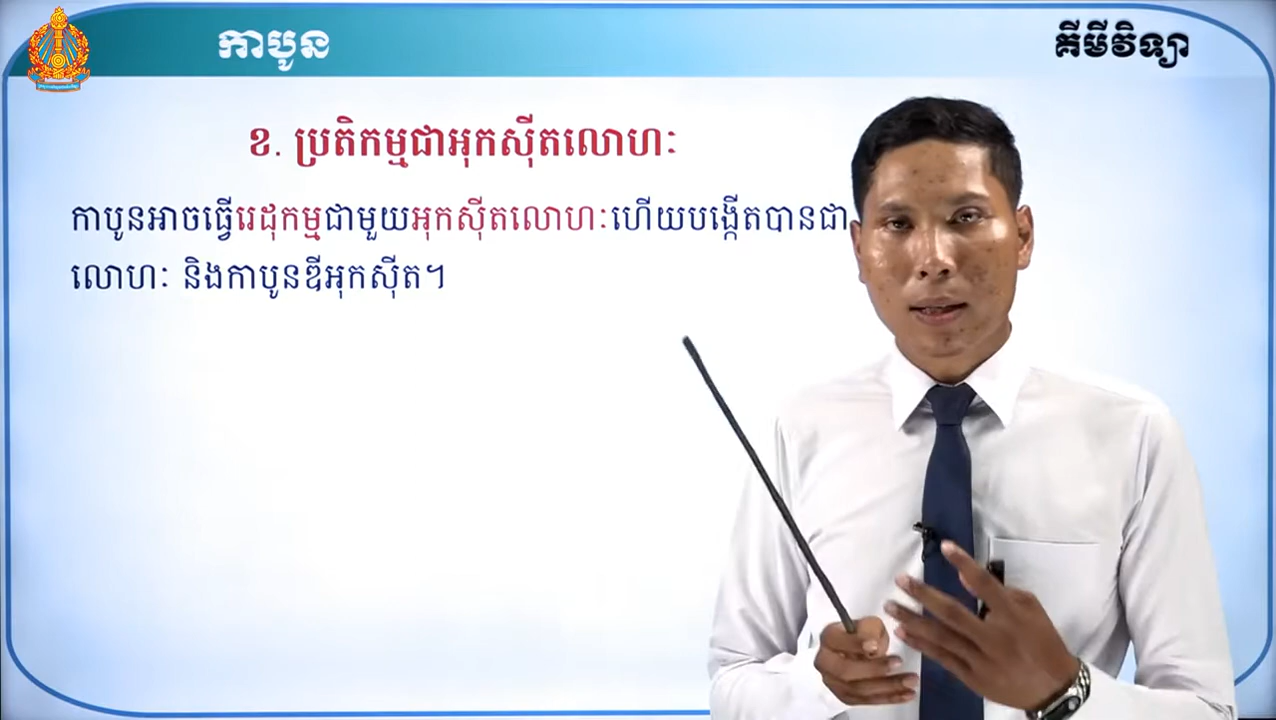 កាបូន
គីមីវិទ្យា
ខ. ប្រតិកម្មជាអុកស៊ីតលោហៈ
កាបូនអាចធ្វើរេដុកម្មជាមួយអុកស៊ីតលោហៈហើយបង្កើតបានជា
លោហៈ និងកាបូនឌីអុកស៊ីត។